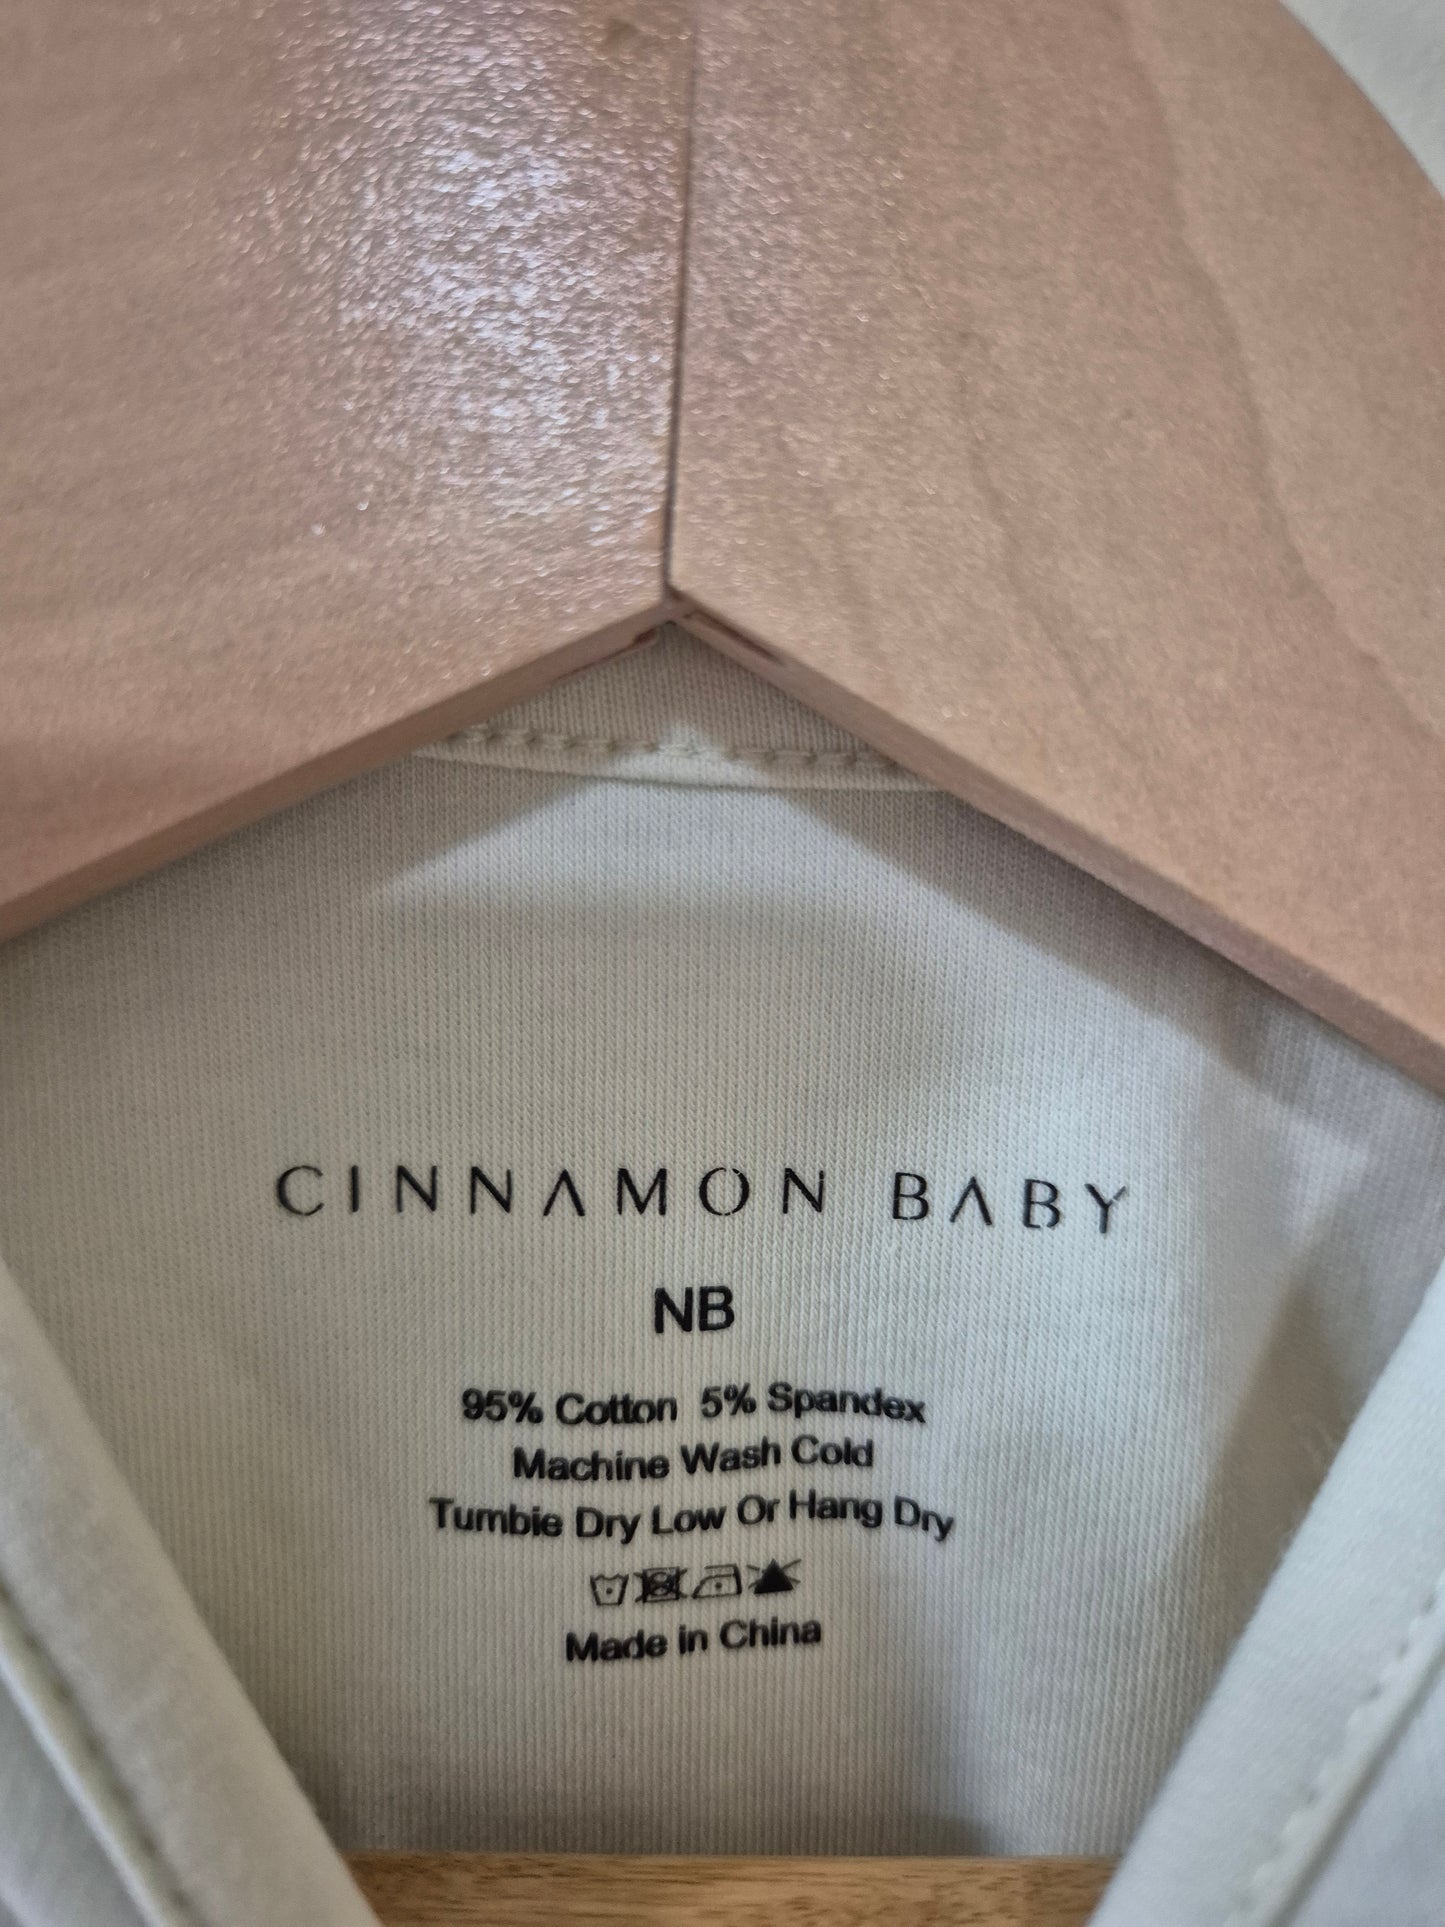 CINNAMON BABY
NB
95% Cotton 5% Spandex
Machine Wash Cold
Tumbie Dry Low Or Hang Dry
Made in China